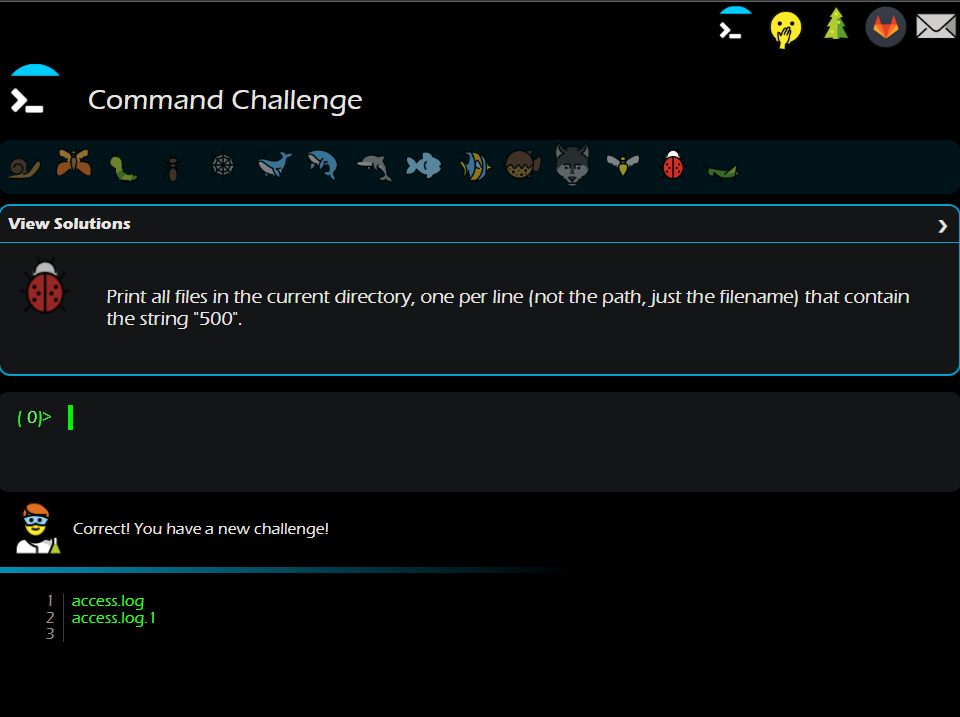 Command Challenge
View Solutions
Print all files in the current directory, one per line (not the path, just the filename) that contain
the string "500".
( 0)>
Correct! You have a new challenge!
1 access.log
2 access.log.1
3